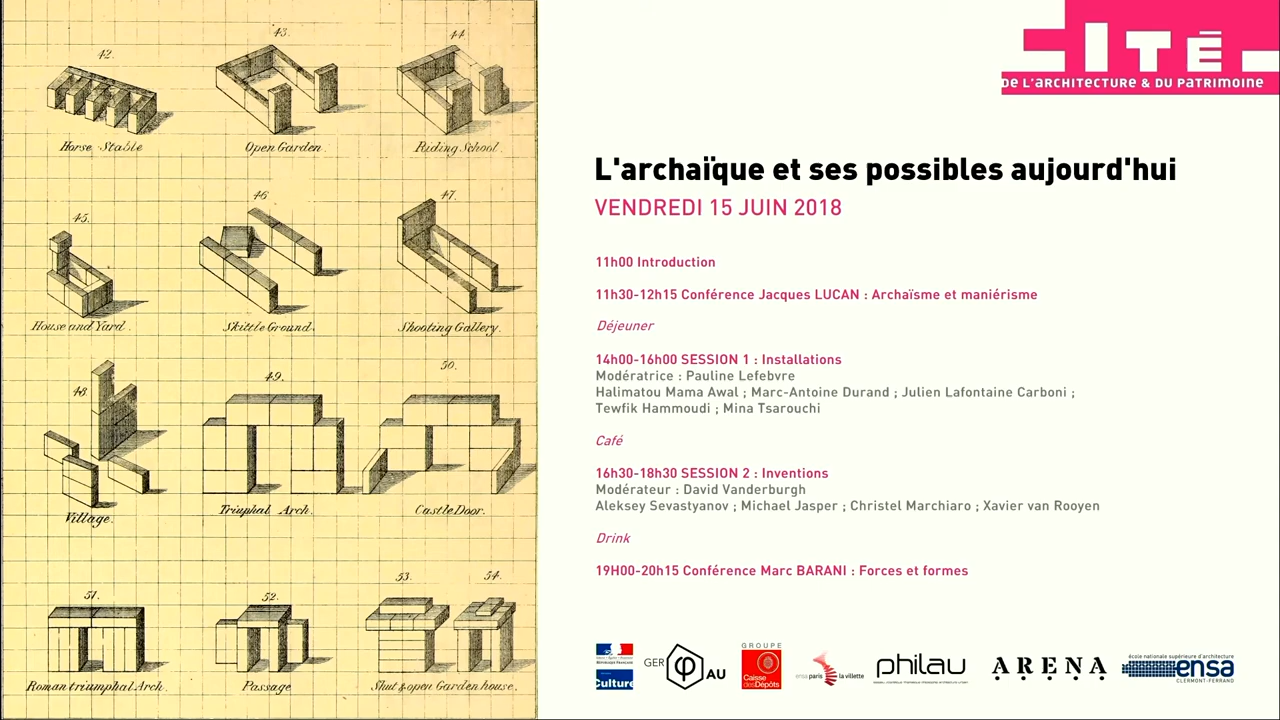 42.
43.
44
Horse Stable
Open Garden.
Riding School.
45.
46
47.
House and Yard.
Skittle Ground.
Shooting Gallery.
48
49.
50.
Village.
Triuphal Arch.
Castle Door.
51.
52.
53.
54.
Roman triumphal Arch.
Passage
Shut & open Garden house.
CITÉ
DE L'ARCHITECTURE & DU PATRIMOINE
L'archaïque et ses possibles aujourd'hui
VENDREDI 15 JUIN 2018
11h00 Introduction
11h30-12h15 Conférence Jacques LUCAN : Archaïsme et maniérisme
Déjeuner
14h00-16h00 SESSION 1 : Installations
Modératrice : Pauline Lefebvre
Halimatou Mama Awal ; Marc-Antoine Durand ; Julien Lafontaine Carboni ;
Tewfik Hammoudi ; Mina Tsarouchi
Café
16h30-18h30 SESSION 2 : Inventions
Modérateur : David Vanderburgh
Aleksey Sevastyanov ; Michael Jasper ; Christel Marchiaro ; Xavier van Rooyen
Drink
19H00-20h15 Conférence Marc BARANI : Forces et formes
RÉPUBLIQUE FRANÇAISE
Culture
GERφAU
GROUPE
Caisse
desDépôts
ensa paris la villette
philau
ARENA
école nationale supérieure d'architecture
ensa
CLERMONT-FERRAND